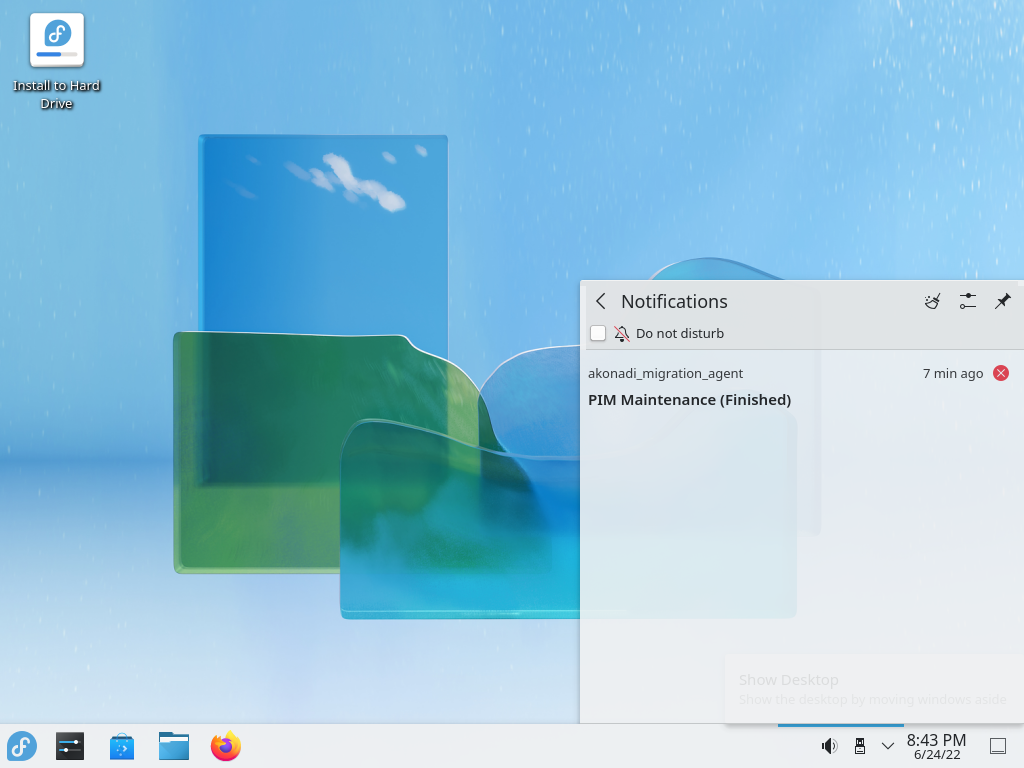 Install to Hard
Drive
Notifications
Do not disturb
akonadi_migration_agent
7 min ago
PIM Maintenance (Finished)
Show Desktop
Show the desktop by moving windows aside
8:43 PM
6/24/22